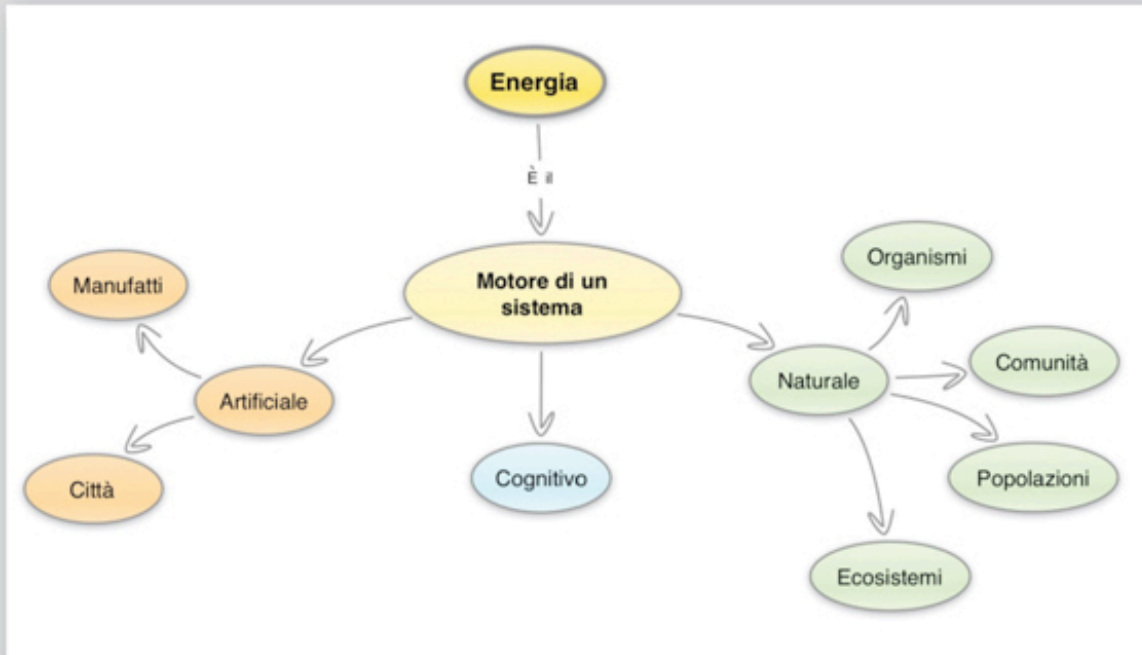 Energia
È il
Motore di un
sistema
Organismi
Manufatti
Comunità
Naturale
Artificiale
Popolazioni
Cognitivo
Città
Ecosistemi